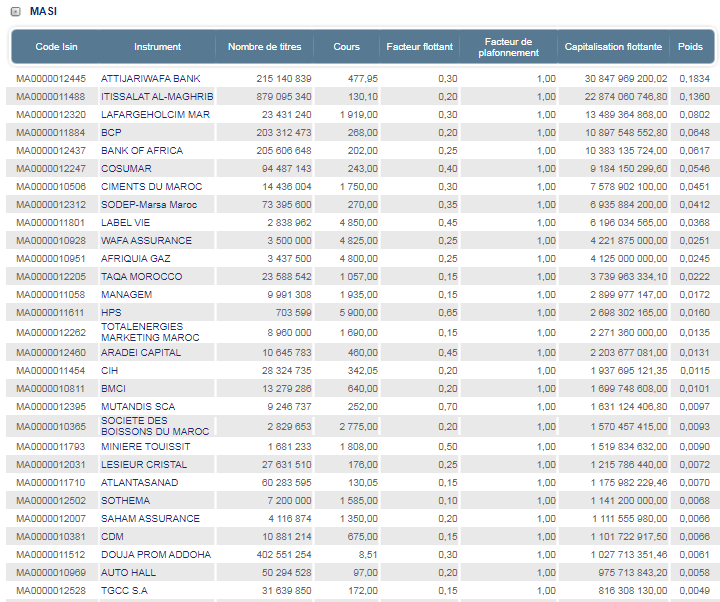 MASI
Code Isin Instrument Nombre de titres Cours Facteur flottant Facteur de plafonnement Capitalisation flottante Poids
MA0000012445 ATTIJARIWAFA BANK 215 140 839 477,95 0,30 1,00 30 847 969 200,02 0,1834
MA0000011488 ITISSALAT AL-MAGHRIB 879 095 340 130,10 0,20 1,00 22 874 060 746,80 0,1360
MA0000012320 LAFARGEHOLCIM MAR 23 431 240 1 919,00 0,30 1,00 13 489 364 868,00 0,0802
MA0000011884 BCP 203 312 473 268,00 0,20 1,00 10 897 548 552,80 0,0648
MA0000012437 BANK OF AFRICA 205 606 648 202,00 0,25 1,00 10 383 135 724,00 0,0617
MA0000012247 COSUMAR 94 487 143 243,00 0,40 1,00 9 184 150 299,60 0,0546
MA0000010506 CIMENTS DU MAROC 14 436 004 1 750,00 0,30 1,00 7 578 902 100,00 0,0451
MA0000012312 SODEP-Marsa Maroc 73 395 600 270,00 0,35 1,00 6 935 884 200,00 0,0412
MA0000011801 LABEL VIE 2 838 962 4 850,00 0,45 1,00 6 196 034 565,00 0,0368
MA0000010928 WAFA ASSURANCE 3 500 000 4 825,00 0,25 1,00 4 221 875 000,00 0,0251
MA0000010951 AFRIQUIA GAZ 3 437 500 4 800,00 0,25 1,00 4 125 000 000,00 0,0245
MA0000012205 TAQA MOROCCO 23 588 542 1 057,00 0,15 1,00 3 739 963 334,10 0,0222
MA0000011058 MANAGEM 9 991 308 1 935,00 0,15 1,00 2 899 977 147,00 0,0172
MA0000011611 HPS 703 599 5 900,00 0,65 1,00 2 698 302 165,00 0,0160
MA0000012262 TOTALENERGIES MARKETING MAROC 8 960 000 1 690,00 0,15 1,00 2 271 360 000,00 0,0135
MA0000012460 ARADEI CAPITAL 10 645 783 460,00 0,45 1,00 2 203 677 081,00 0,0131
MA0000011454 CIH 28 324 735 342,05 0,20 1,00 1 937 695 121,35 0,0115
MA0000010811 BMCI 13 279 286 640,00 0,20 1,00 1 699 748 608,00 0,0101
MA0000012395 MUTANDIS SCA 9 246 737 252,00 0,70 1,00 1 631 124 406,80 0,0097
MA0000010365 SOCIETE DES BOISSONS DU MAROC 2 829 653 2 775,00 0,20 1,00 1 570 457 415,00 0,0093
MA0000011793 MINIERE TOUISSIT 1 681 233 1 808,00 0,50 1,00 1 519 834 632,00 0,0090
MA0000012031 LESIEUR CRISTAL 27 631 510 176,00 0,25 1,00 1 215 786 440,00 0,0072
MA0000011710 ATLANTASANAD 60 283 595 130,05 0,15 1,00 1 175 982 229,46 0,0070
MA0000012502 SOTHEMA 7 200 000 1 585,00 0,10 1,00 1 141 200 000,00 0,0068
MA0000012007 SAHAM ASSURANCE 4 116 874 1 350,00 0,20 1,00 1 111 555 980,00 0,0066
MA0000010381 CDM 10 881 214 675,00 0,15 1,00 1 101 722 917,50 0,0066
MA0000011512 DOUJA PROM ADDOHA 402 551 254 8,51 0,30 1,00 1 027 713 351,46 0,0061
MA0000010969 AUTO HALL 50 294 528 97,00 0,20 1,00 975 713 843,20 0,0058
MA0000012528 TGCC S.A 31 639 850 172,00 0,15 1,00 816 308 130,00 0,0049